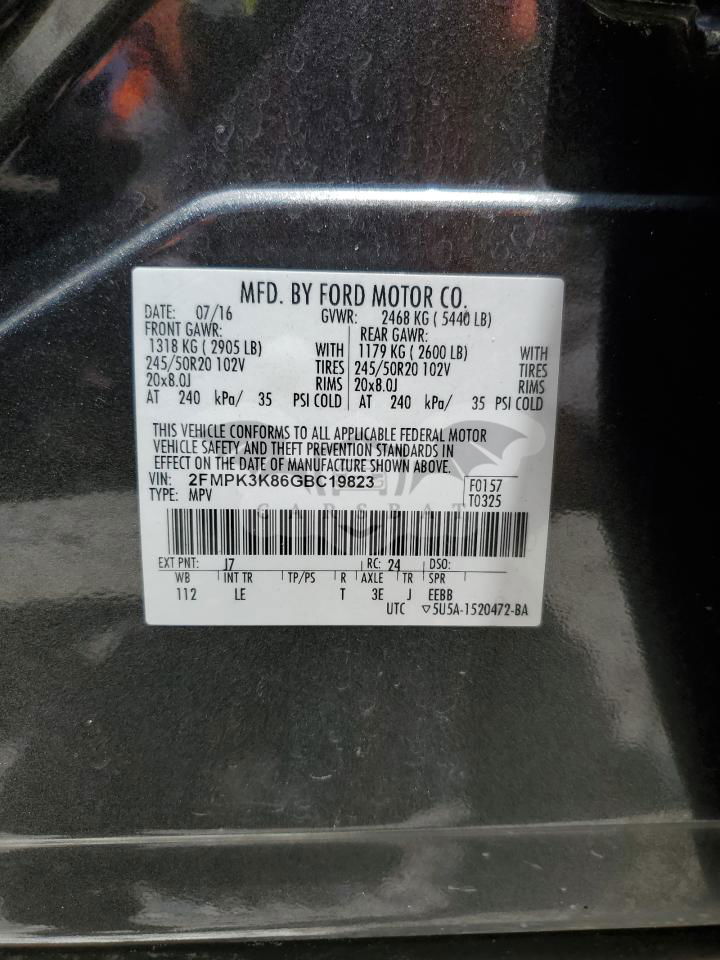 MFD. BY FORD MOTOR CO.
DATE: 07/16 GVWR: 2468 KG ( 5440 LB)
FRONT GAWR: REAR GAWR:
1318 KG ( 2905 LB) WITH 1179 KG ( 2600 LB) WITH
245/50R20 102V TIRES 245/50R20 102V TIRES
20x8.0J RIMS 20x8.0J RIMS
AT 240 kPa/ 35 PSI COLD AT 240 kPa/ 35 PSI COLD
THIS VEHICLE CONFORMS TO ALL APPLICABLE FEDERAL MOTOR
VEHICLE SAFETY AND THEFT PREVENTION STANDARDS IN
EFFECT ON THE DATE OF MANUFACTURE SHOWN ABOVE.
VIN: 2FMPK3K86GBC19823 F0157
TYPE: MPV T0325
CARSBAT
EXT PNT: J7 RC: 24 DSO:
WB INT TR TP/PS R AXLE TR SPR
112 LE T 3E J EEBB
UTC ▽5U5A-1520472-BA